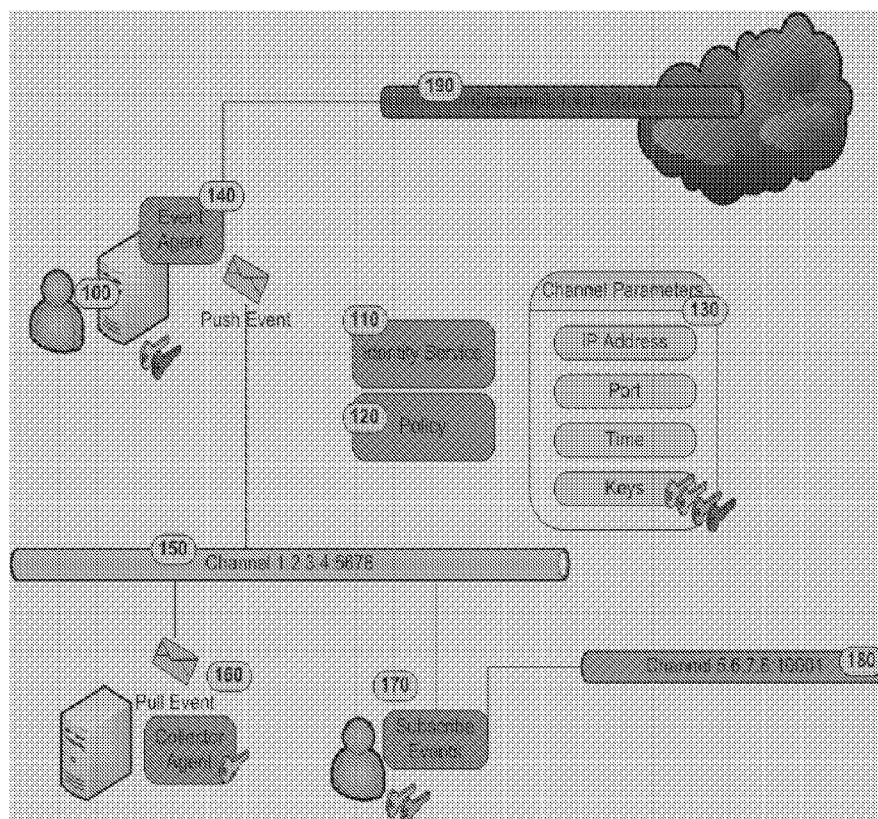 190
Channel
140
Event
Agent
100
Push Event
110
Identity Service
120
Policy
Channel Parameters
130
IP Address
Port
Time
Keys
150
Channel 1.2.3.4:5678
160
Pull Event
Collector
Agent
170
Subscribe
Events
Channel 5.6.7.8:10001
180